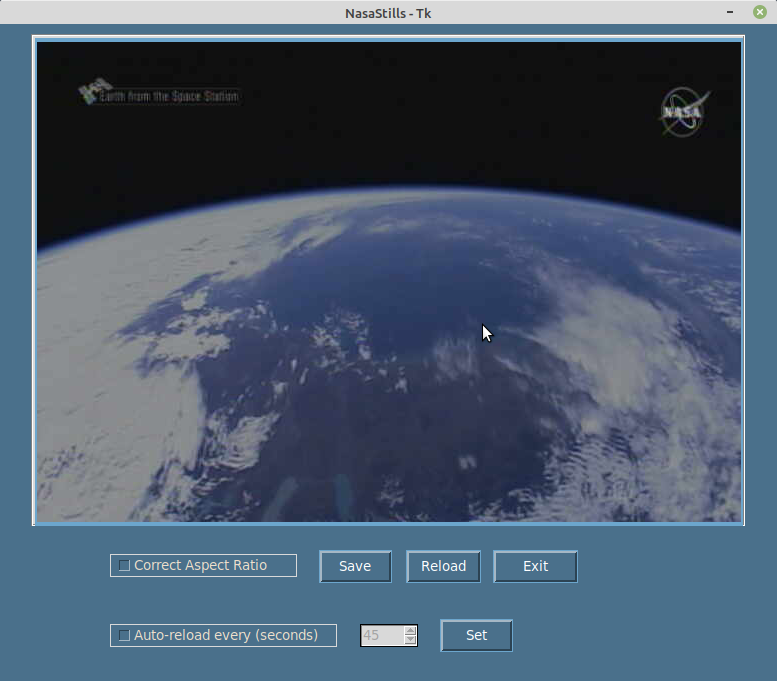 NasaStills - Tk
Earth from the Space Station
NASA
Correct Aspect Ratio
Save
Reload
Exit
Auto-reload every (seconds)
45
Set